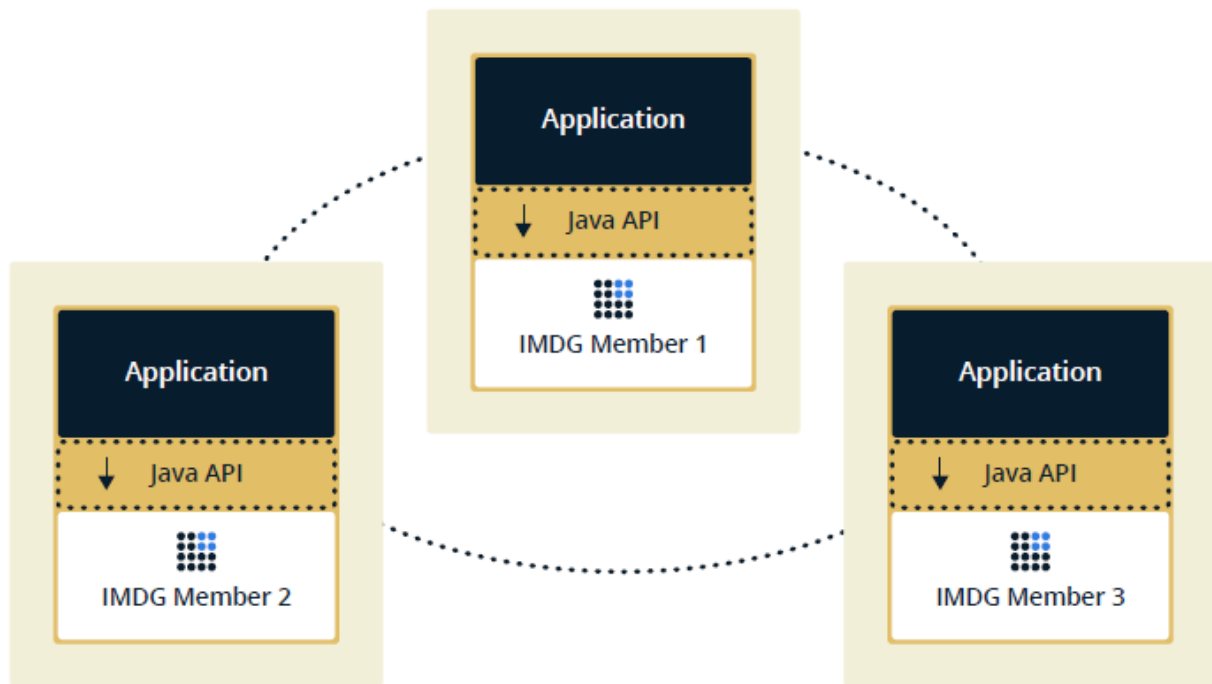 Application
Java API
IMDG Member 1
Application
Java API
IMDG Member 2
Application
Java API
IMDG Member 3